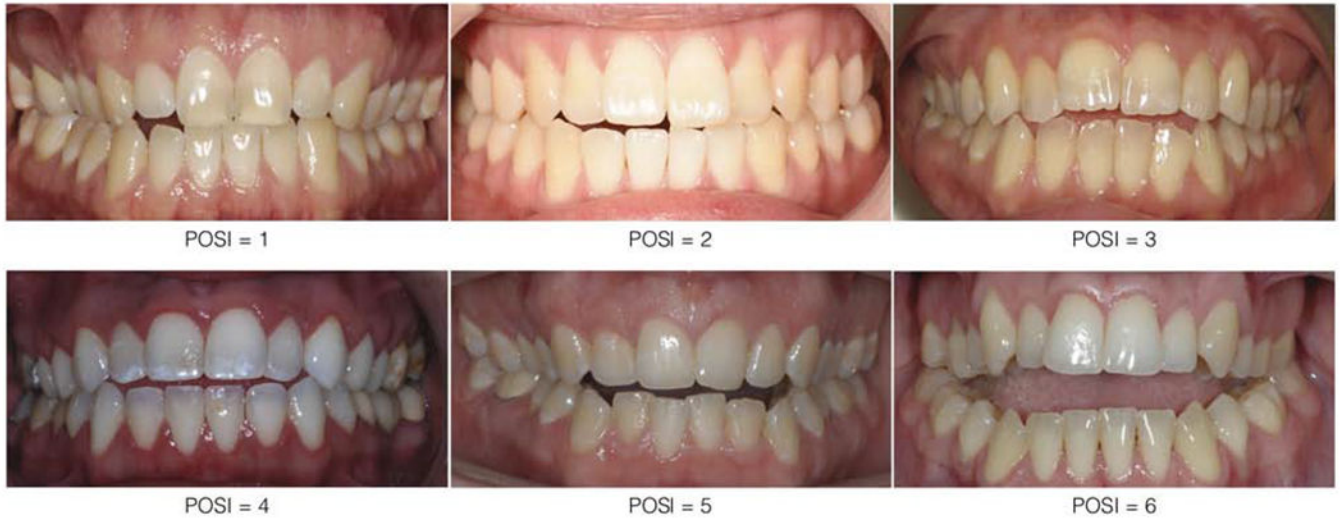 POSI = 1
POSI = 2
POSI = 3
POSI = 4
POSI = 5
POSI = 6